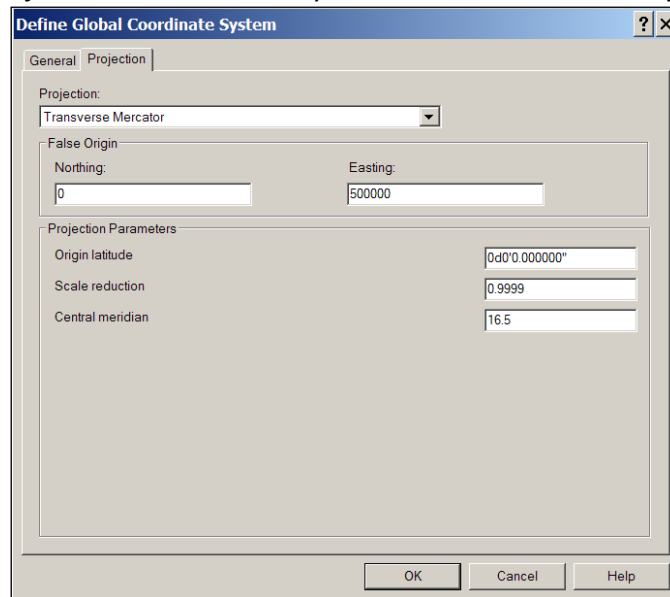 Define Global Coordinate System ? X
General Projection
Projection:
Transverse Mercator
False Origin
Northing: Easting:
0 500000
Projection Parameters
Origin latitude 0d0'0.000000"
Scale reduction 0.9999
Central meridian 16.5
OK Cancel Help